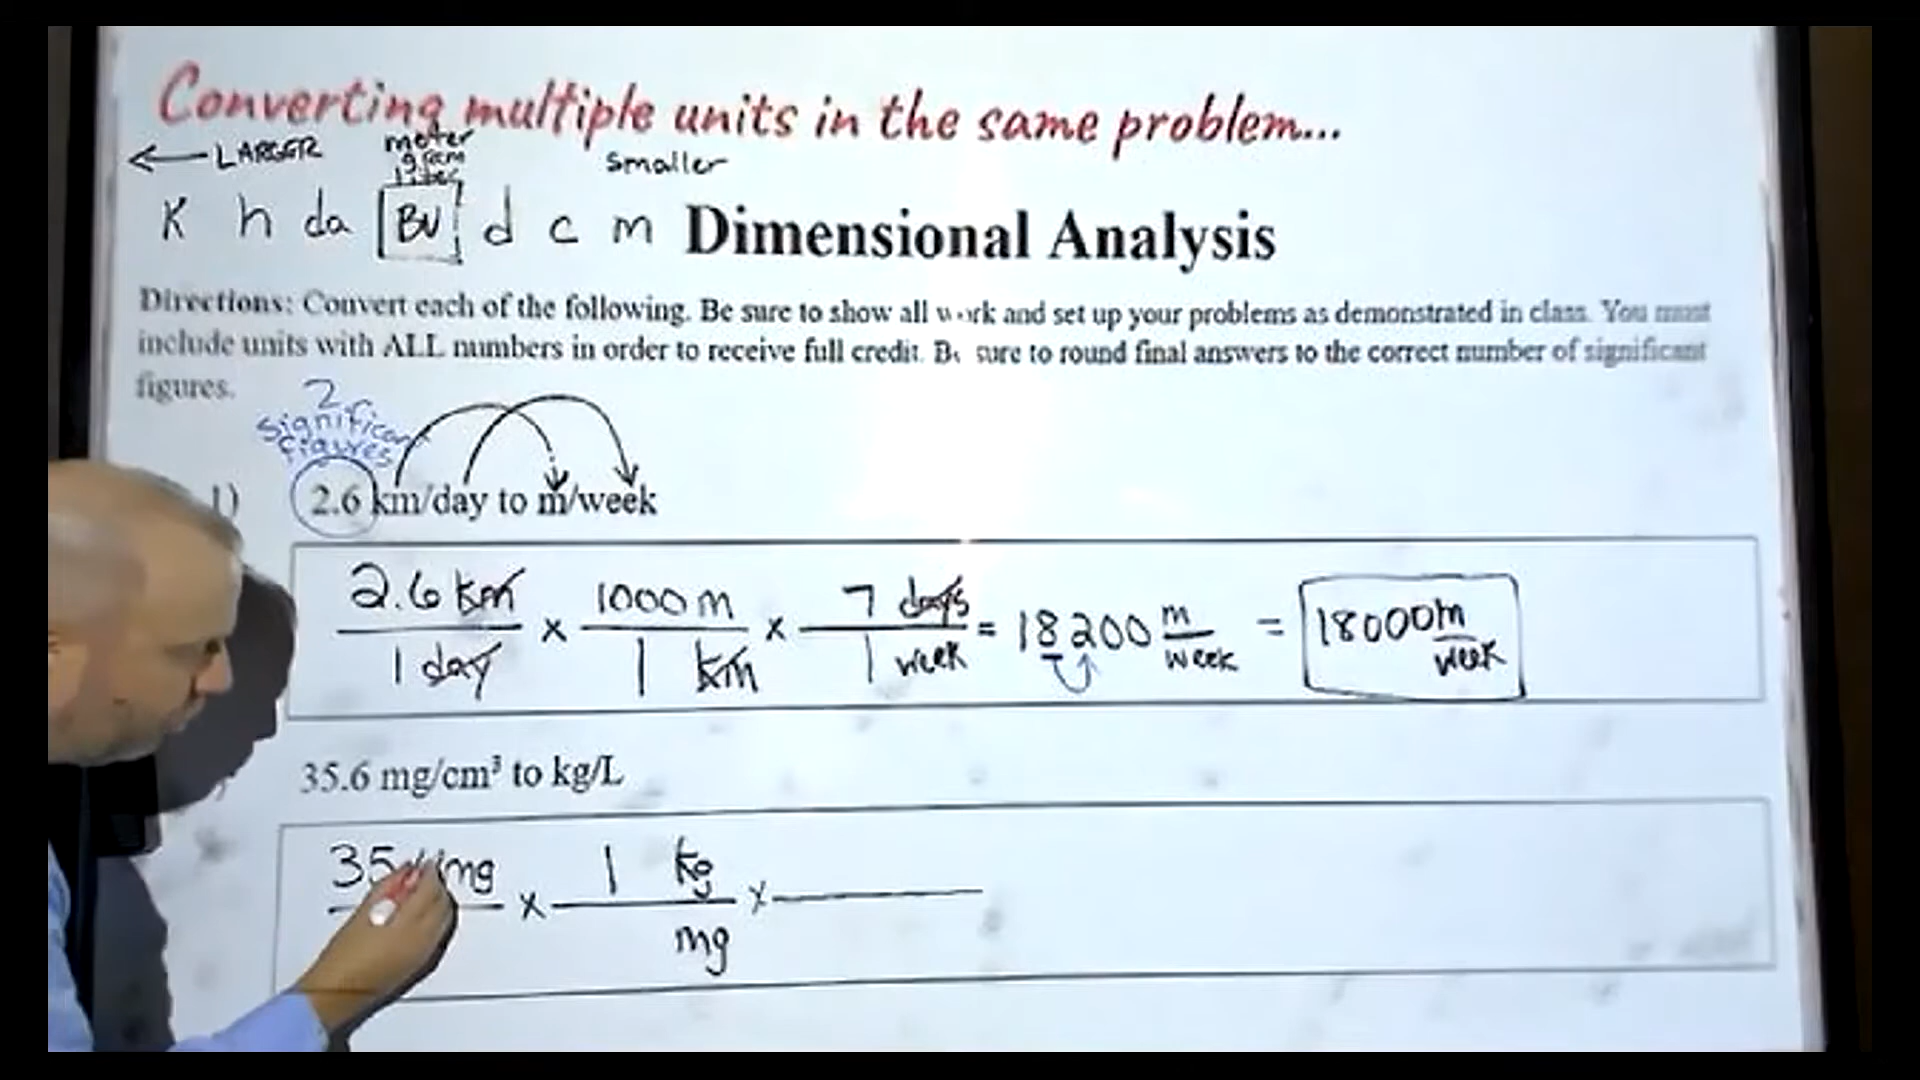 Converting multiple units in the same problem...
← LARGER
meter
gram
liter
smaller
K h da BU d c m
Dimensional Analysis
Directions: Convert each of the following. Be sure to show all work and set up your problems as demonstrated in class. You must
include units with ALL numbers in order to receive full credit. Be sure to round final answers to the correct number of significant
figures.
2
significant
figures
1) 2.6 km/day to m/week
2.6 km / 1 day x 1000 m / 1 km x 7 days / 1 week = 18200 m/week = 18000 m/week
35.6 mg/cm³ to kg/L
35 mg x 1 kg / mg x